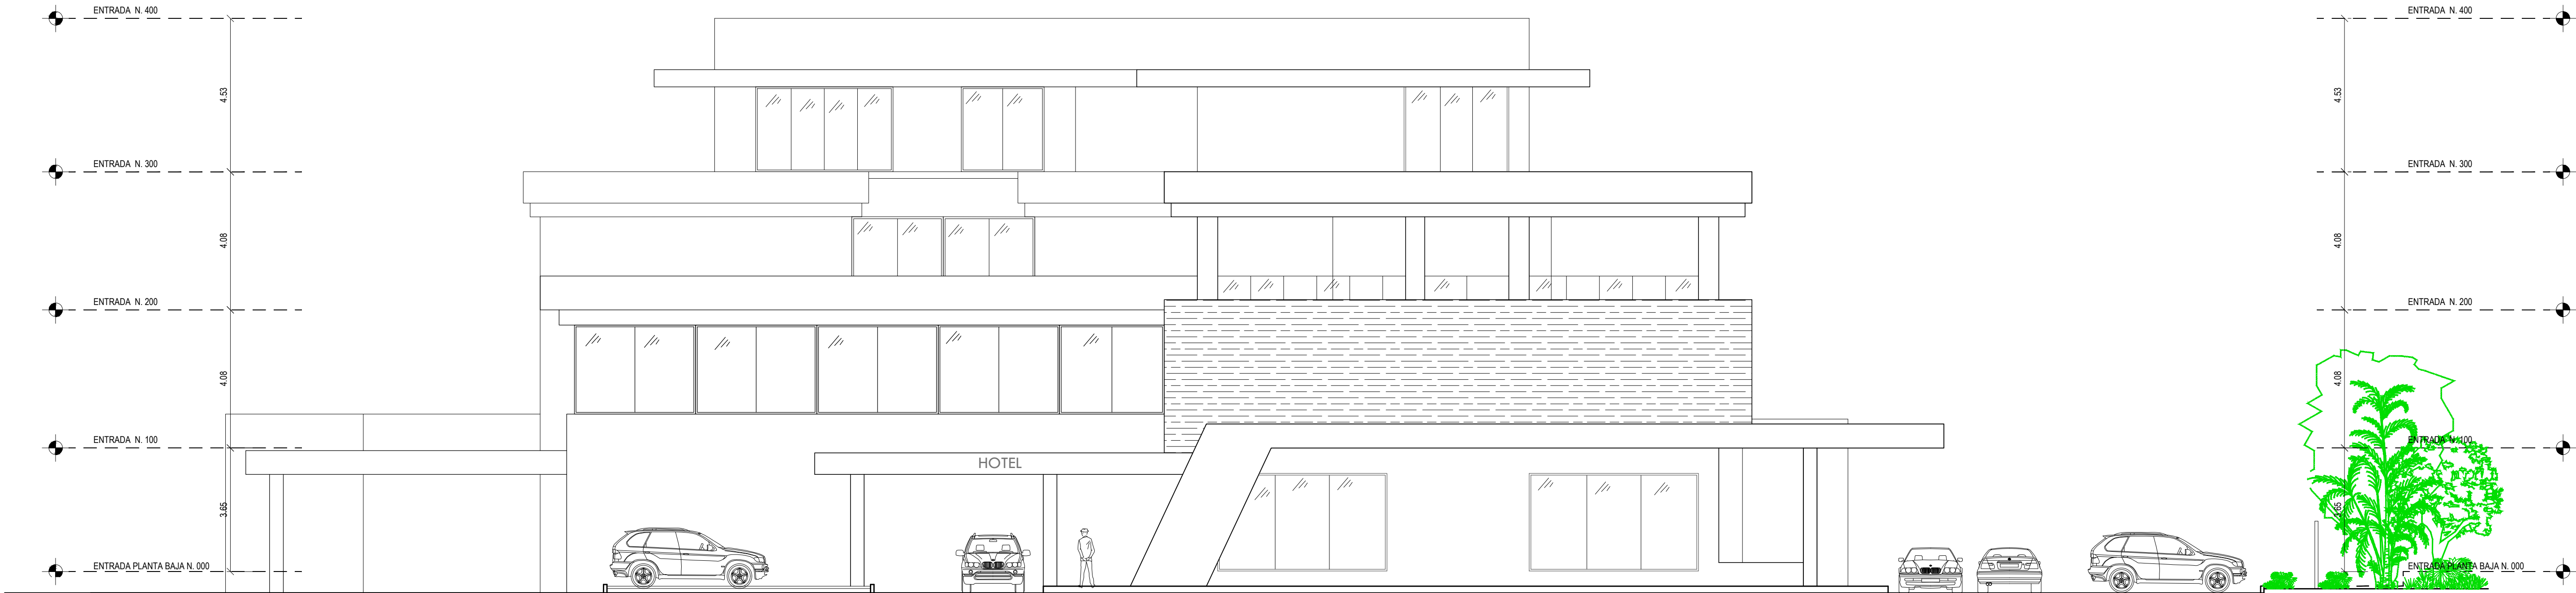 ENTRADA N. 400
ENTRADA N. 400
4.53
4.53
ENTRADA N. 300
ENTRADA N. 300
4.08
4.08
ENTRADA N. 200
ENTRADA N. 200
4.08
4.08
ENTRADA N. 100
ENTRADA N. 100
HOTEL
3.65
3.65
ENTRADA PLANTA BAJA N. 000
ENTRADA PLANTA BAJA N. 000